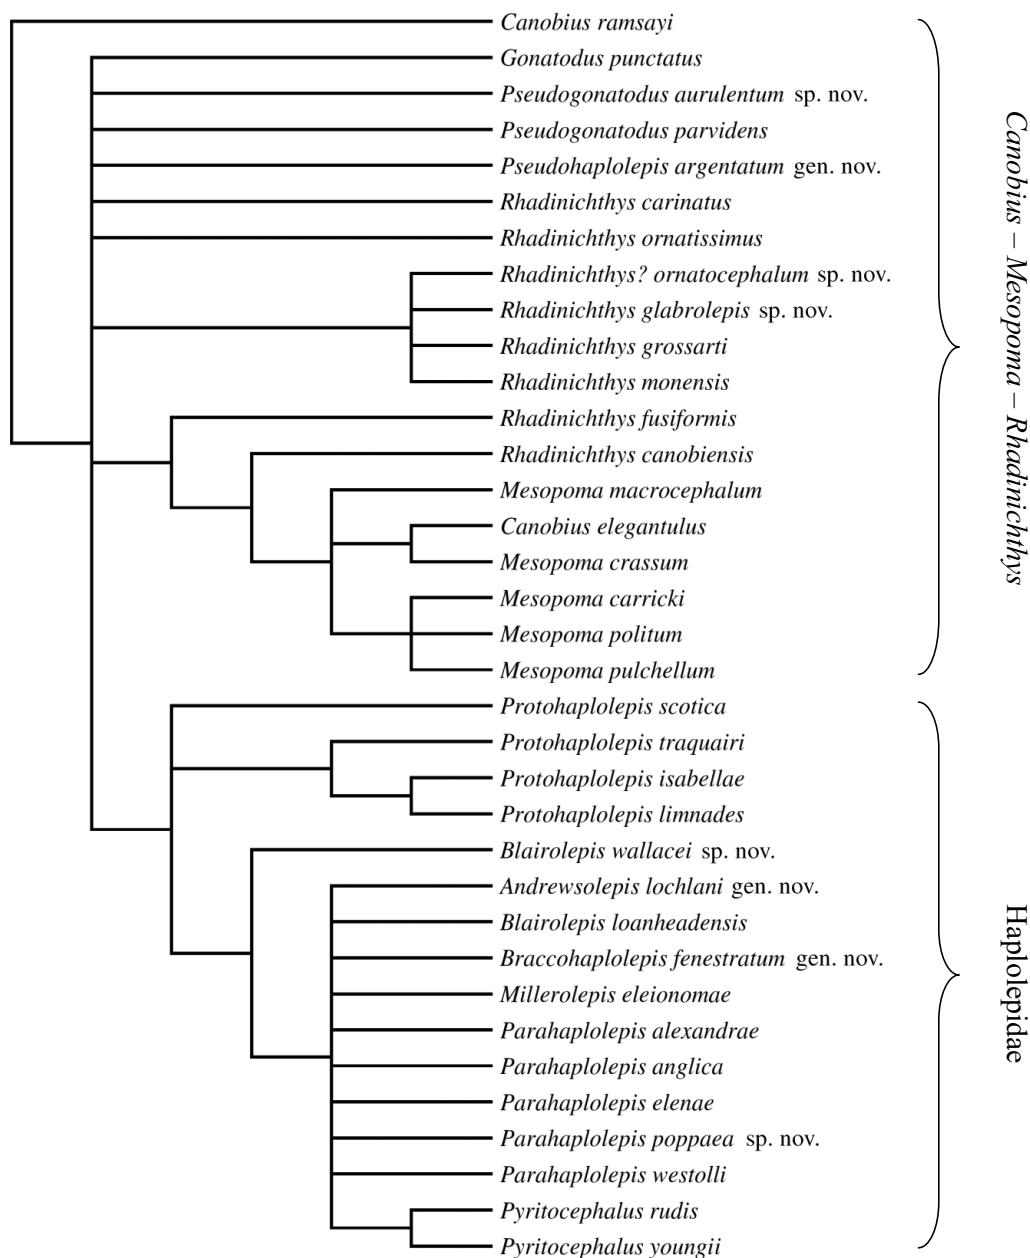 Canobius ramsayi
Gonatodus punctatus
Pseudogonatodus aurulentum sp. nov.
Pseudogonatodus parvidens
Pseudohaplolepis argentatum gen. nov.
Rhadinichthys carinatus
Rhadinichthys ornatissimus
Rhadinichthys? ornatocephalum sp. nov.
Rhadinichthys glabrolepis sp. nov.
Rhadinichthys grossarti
Rhadinichthys monensis
Rhadinichthys fusiformis
Rhadinichthys canobiensis
Mesopoma macrocephalum
Canobius elegantulus
Mesopoma crassum
Mesopoma carricki
Mesopoma politum
Mesopoma pulchellum
Canobius – Mesopoma – Rhadinichthys
Protohaplolepis scotica
Protohaplolepis traquairi
Protohaplolepis isabellae
Protohaplolepis limnades
Blairolepis wallacei sp. nov.
Andrewsolepis lochlani gen. nov.
Blairolepis loanheadensis
Braccohaplolepis fenestratum gen. nov.
Millerolepis eleionomae
Parahaplolepis alexandrae
Parahaplolepis anglica
Parahaplolepis elenae
Parahaplolepis poppaea sp. nov.
Parahaplolepis westolli
Pyritocephalus rudis
Pyritocephalus youngii
Haplolepidae